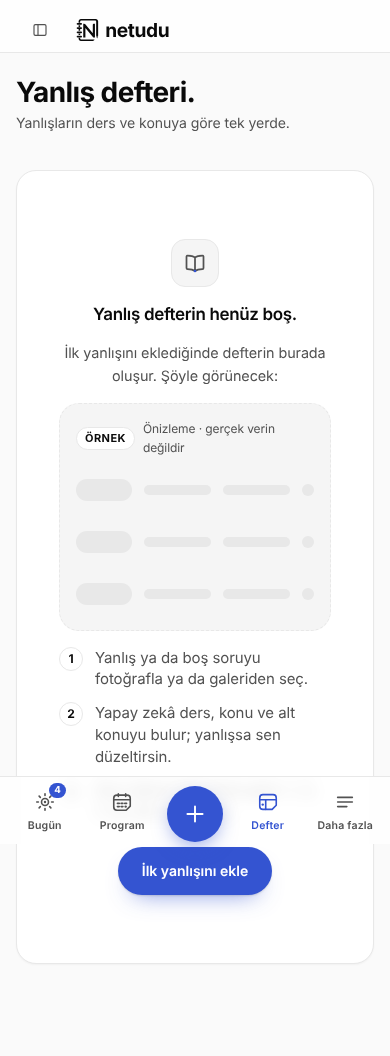 netudu
Yanlış defteri.
Yanlışların ders ve konuya göre tek yerde.
Yanlış defterin henüz boş.
İlk yanlışını eklediğinde defterin burada
oluşur. Şöyle görünecek:
ÖRNEK
Önizleme · gerçek verin
değildir
1
Yanlış ya da boş soruyu
fotoğrafla ya da galeriden seç.
2
Yapay zekâ ders, konu ve alt
konuyu bulur; yanlışsa sen
düzeltirsin.
4
Bugün
Program
Defter
Daha fazla
İlk yanlışını ekle